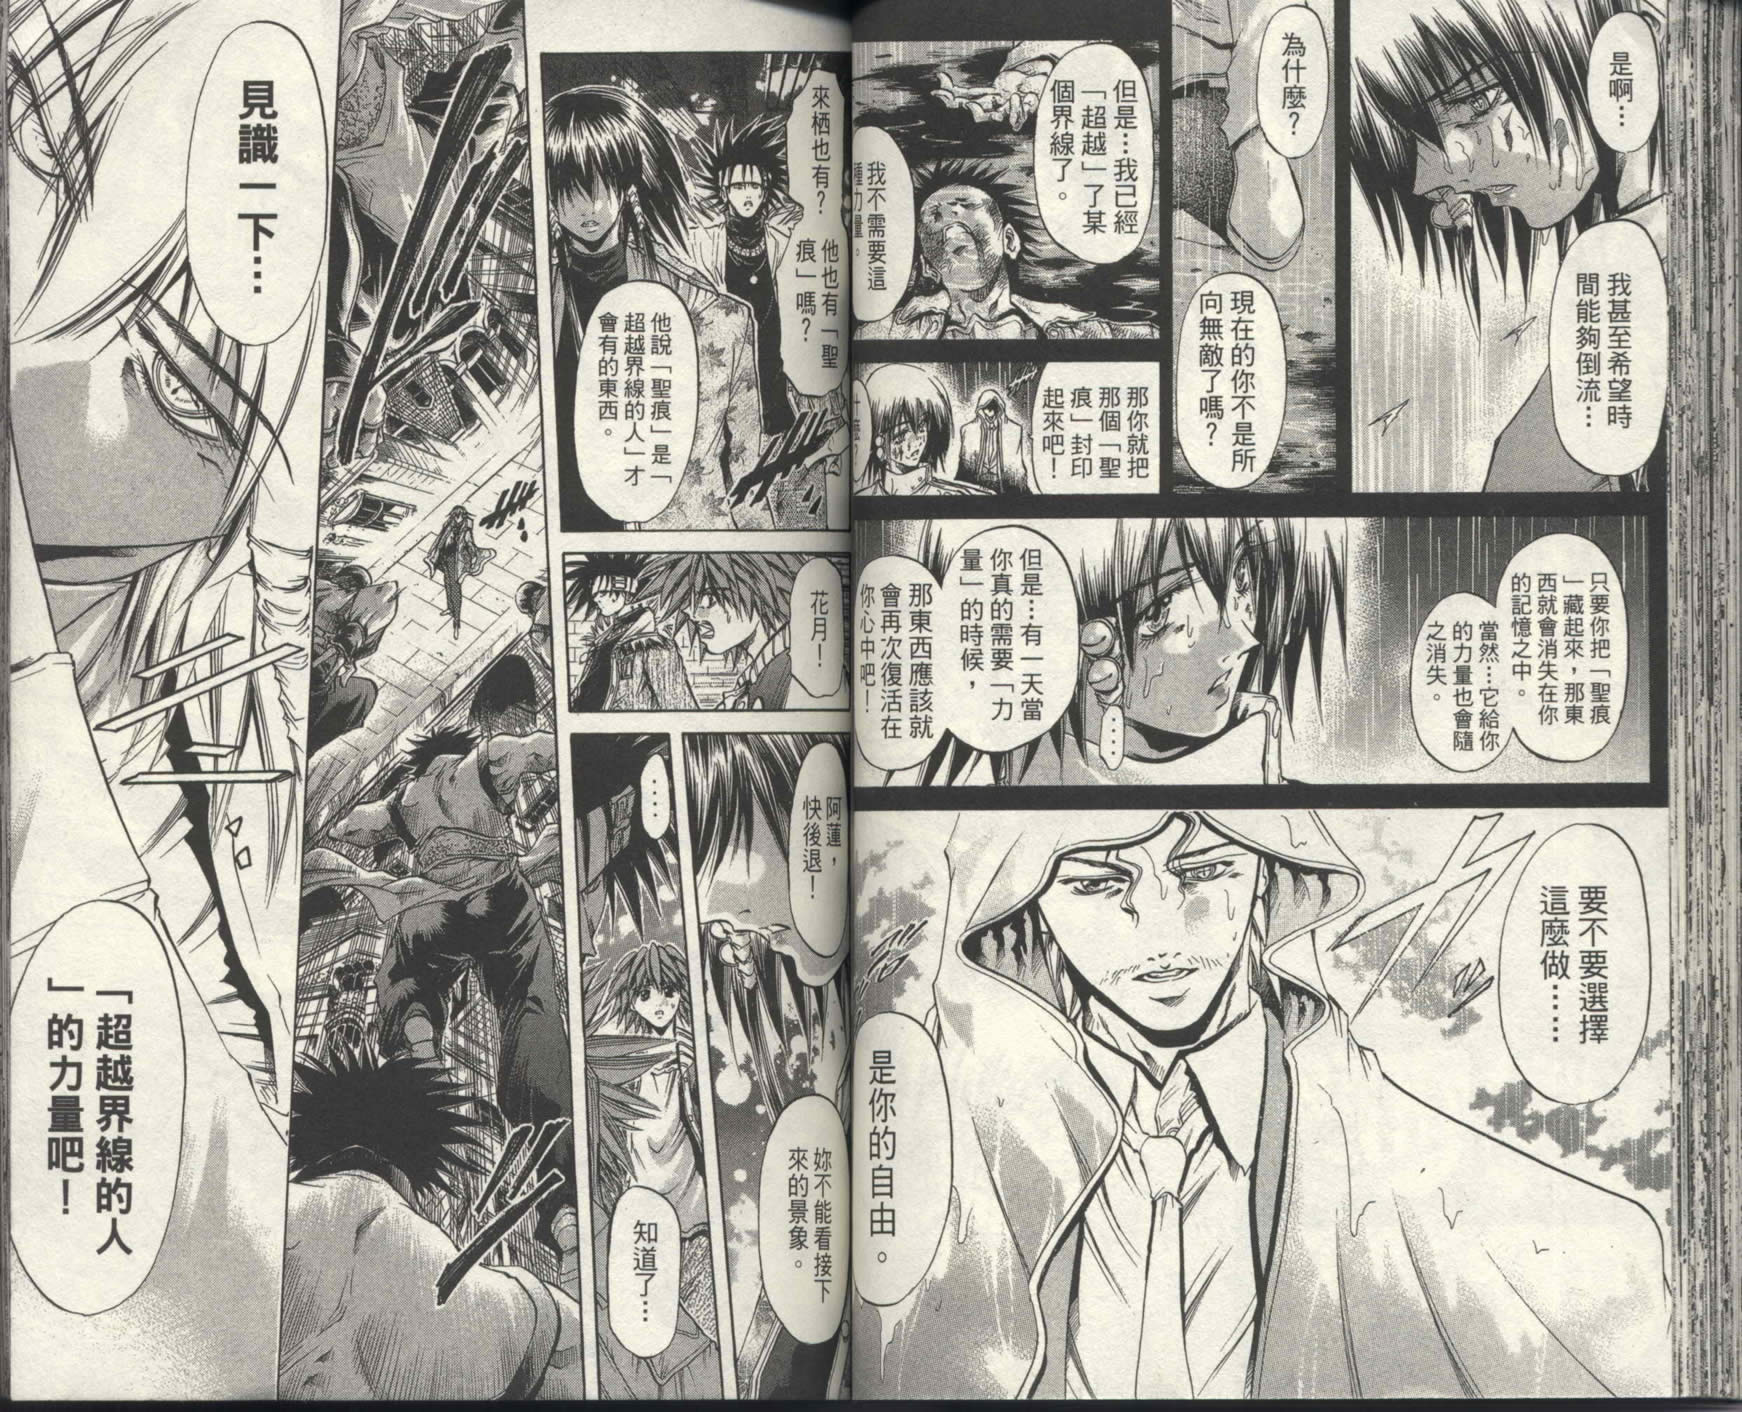 是啊…
我甚至希望時
間能夠倒流…
為什麼？
現在的你不是所
向無敵了嗎？
但是…我已經
「超越」了某
個界線了。
我不需要這
種力量。
那你就把
那個「聖
痕」封印
起來吧！
什麼
只要你把「聖痕
」藏起來，那東
西就會消失在你
的記憶之中。
當然…它給你
的力量也會隨
之消失。
‥‥
但是…有一天當
你真的需要「力
量」的時候，
那東西應該就
會再次復活在
你心中吧！
要不要選擇
這麼做……
是你的自由。
來栖也有？
他也有「聖
痕」嗎？
他說「聖痕」是「
超越界線的人」才
會有的東西。
花月！
阿蓮，
快後退！
妳不能看接下
來的景象。
‥‥
知道了…
見識一下…
「超越界線的人
」的力量吧！